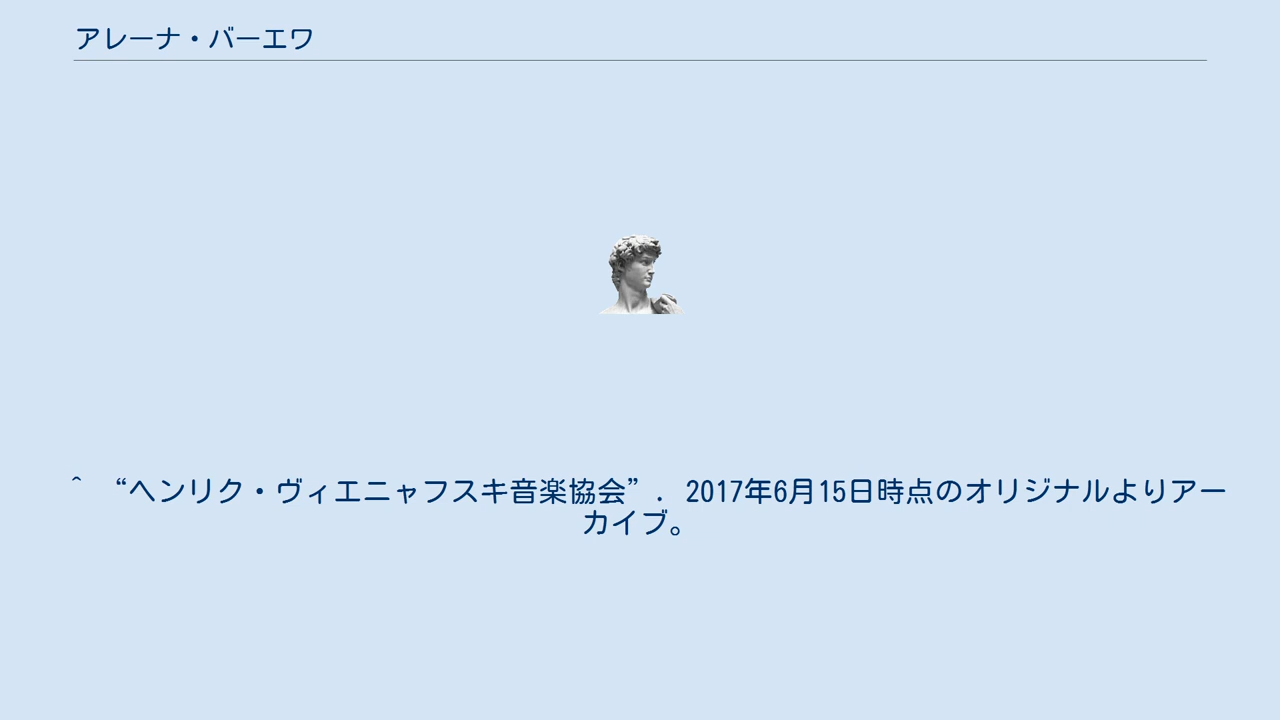 アレーナ・バーエワ
^ “ヘンリク・ヴィエニャフスキ音楽協会”. 2017年6月15日時点のオリジナルよりアー
カイブ。